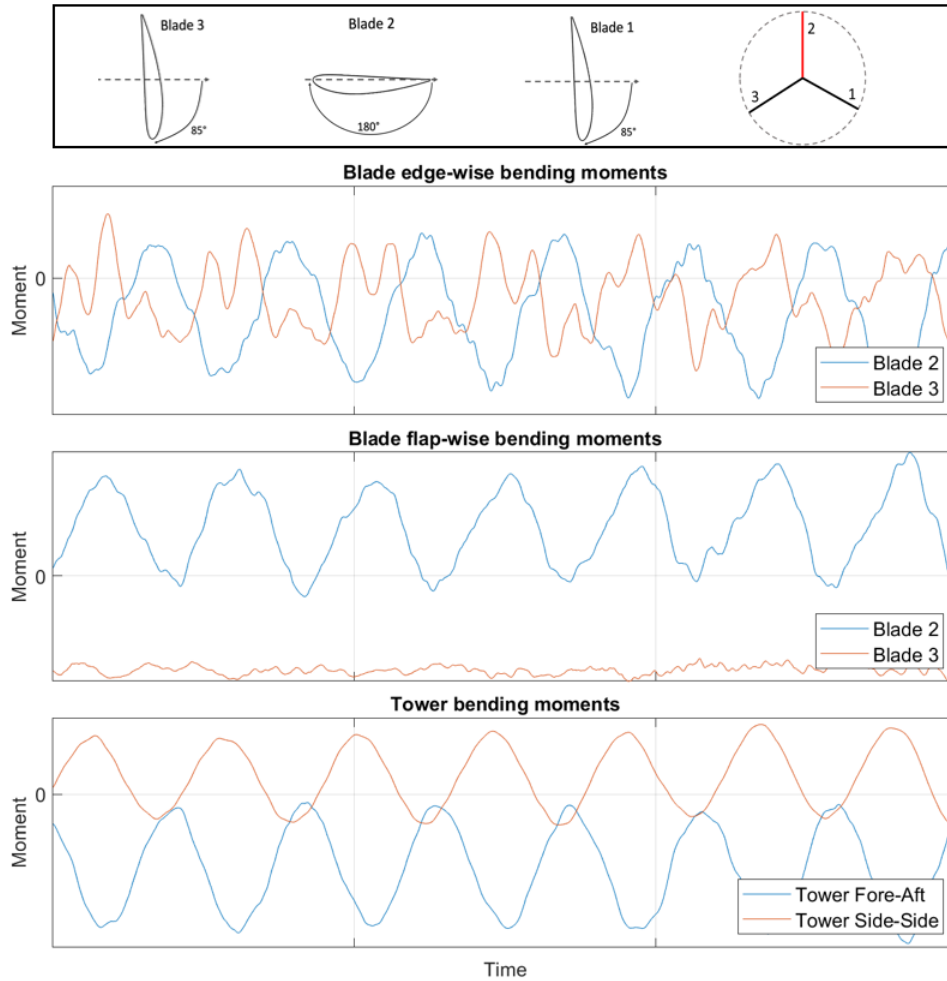 Blade 3
Blade 2
Blade 1
85°
180°
85°
2
3
1
Blade edge-wise bending moments
Moment
0
Blade 2
Blade 3
Blade flap-wise bending moments
Moment
0
Blade 2
Blade 3
Tower bending moments
Moment
0
Tower Fore-Aft
Tower Side-Side
Time